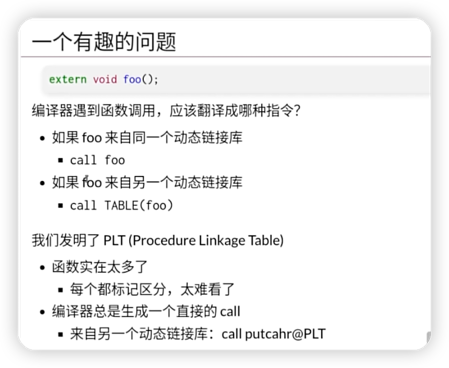 一个有趣的问题
extern void foo();
编译器遇到函数调用，应该翻译成哪种指令？
• 如果 foo 来自同一个动态链接库
▪ call foo
• 如果 foo 来自另一个动态链接库
▪ call TABLE(foo)
我们发明了 PLT (Procedure Linkage Table)
• 函数实在太多了
▪ 每个都标记区分，太难看了
• 编译器总是生成一个直接的 call
▪ 来自另一个动态链接库：call putcahr@PLT